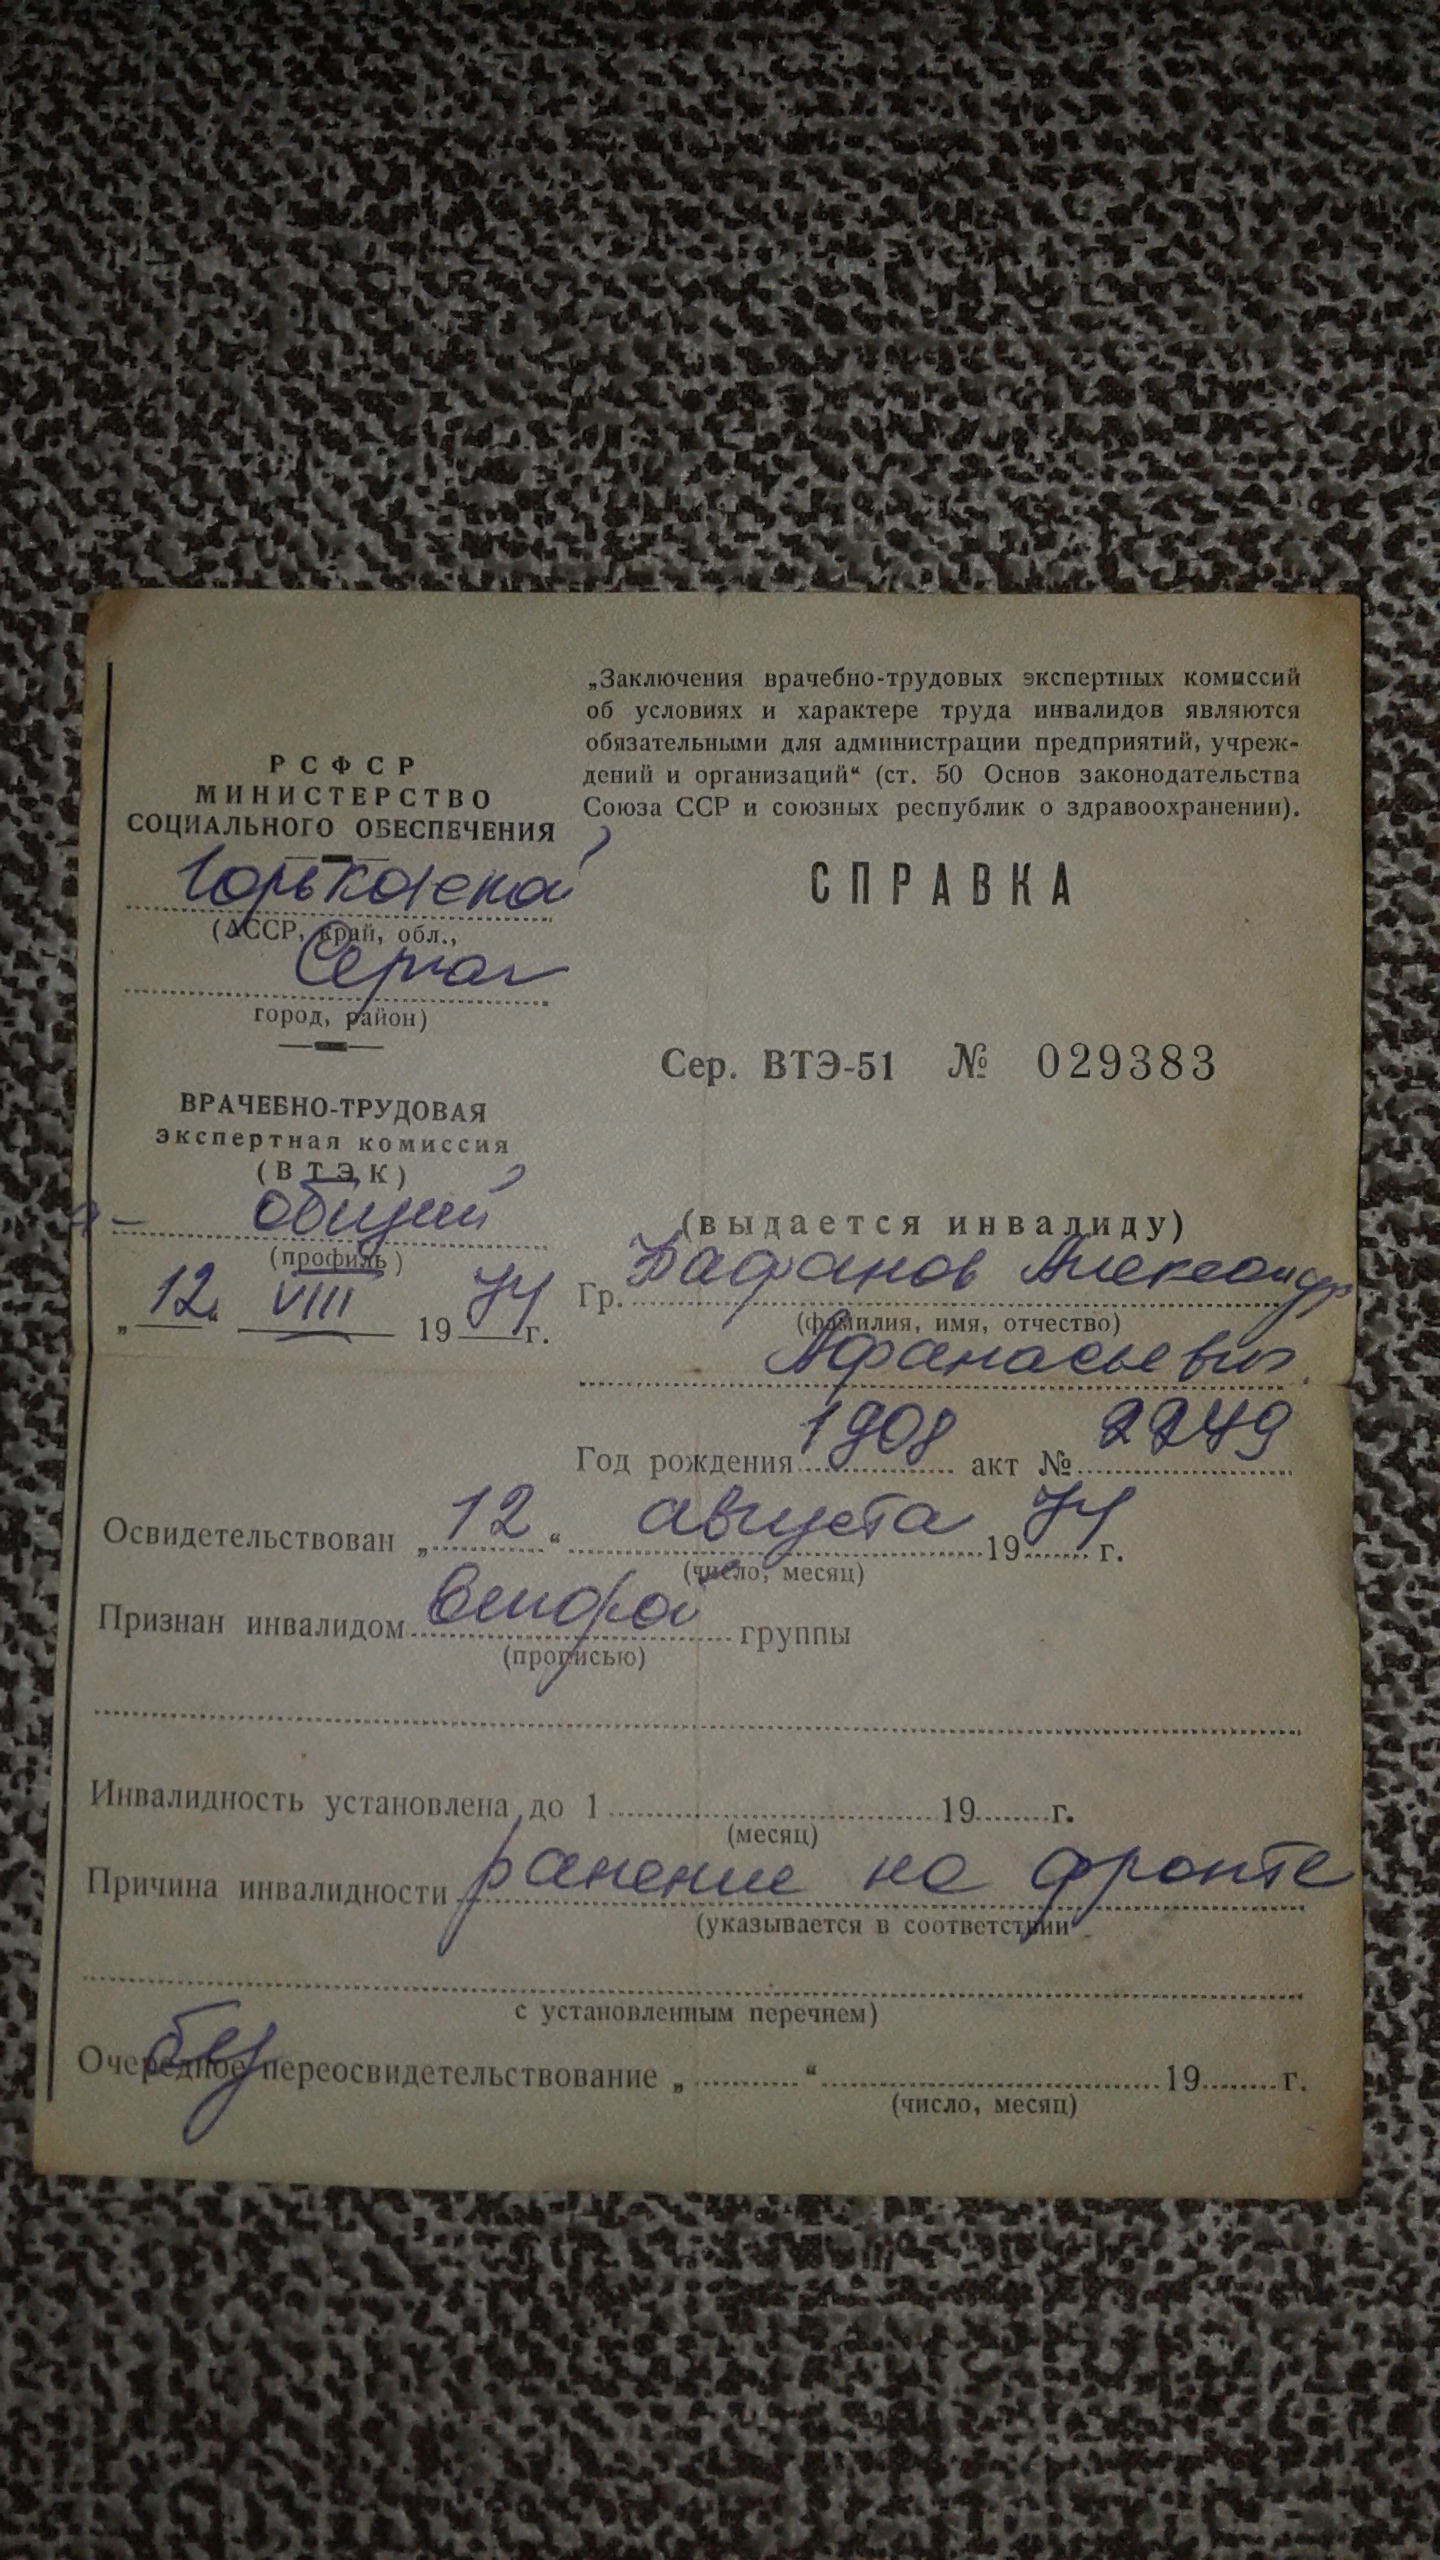 РСФСР
МИНИСТЕРСТВО
СОЦИАЛЬНОГО ОБЕСПЕЧЕНИЯ
Горьковской
(АССР, край, обл.,
Сергач
город, район)
ВРАЧЕБНО-ТРУДОВАЯ
экспертная комиссия
(ВТЭК)
общий
(профиль)
„12“ VIII 1974 г.
„Заключения врачебно-трудовых экспертных комиссий
об условиях и характере труда инвалидов являются
обязательными для администрации предприятий, учреж-
дений и организаций“ (ст. 50 Основ законодательства
Союза ССР и союзных республик о здравоохранении).
СПРАВКА
Сер. ВТЭ-51 № 029383
(выдается инвалиду)
Гр. Александр
(фамилия, имя, отчество)
Афанасьевич
Год рождения 1908 акт № 2249
Освидетельствован „12“ августа 1974 г.
(число, месяц)
Признан инвалидом второй группы
(прописью)
Инвалидность установлена до 1 19 г.
(месяц)
Причина инвалидности ранение на фронте
(указывается в соответствии
с установленным перечнем)
без
Очередное переосвидетельствование „ “ 19 г.
(число, месяц)